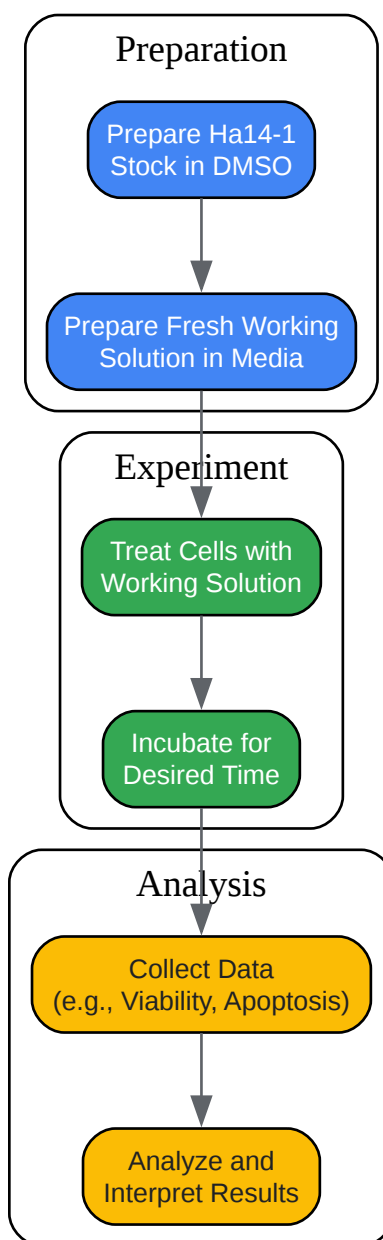 Preparation
Prepare Ha14-1
Stock in DMSO
Prepare Fresh Working
Solution in Media
Experiment
Treat Cells with
Working Solution
Incubate for
Desired Time
Analysis
Collect Data
(e.g., Viability, Apoptosis)
Analyze and
Interpret Results